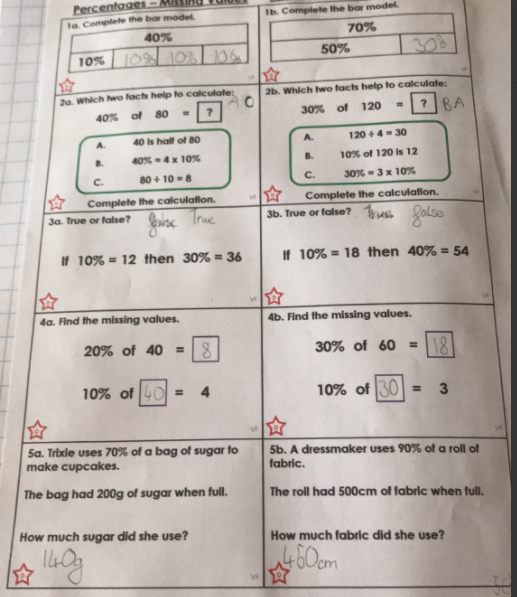 Percentages – Missing Values
1a. Complete the bar model.
40%
10% 10% 10% 10%
2a. Which two facts help to calculate:
A C
40% of 80 = ?
A. 40 is half of 80
B. 40% = 4 x 10%
C. 80 ÷ 10 = 8
Complete the calculation.
3a. True or false?
false True
If 10% = 12 then 30% = 36
4a. Find the missing values.
20% of 40 = 8
10% of 40 = 4
5a. Trixie uses 70% of a bag of sugar to
make cupcakes.
The bag had 200g of sugar when full.
How much sugar did she use?
140g
1b. Complete the bar model.
70%
50% 30%
2b. Which two facts help to calculate:
30% of 120 = ? BA
A. 120 ÷ 4 = 30
B. 10% of 120 is 12
C. 30% = 3 x 10%
Complete the calculation.
3b. True or false?
false
If 10% = 18 then 40% = 54
4b. Find the missing values.
30% of 60 = 18
10% of 30 = 3
5b. A dressmaker uses 90% of a roll of
fabric.
The roll had 500cm of fabric when full.
How much fabric did she use?
450cm